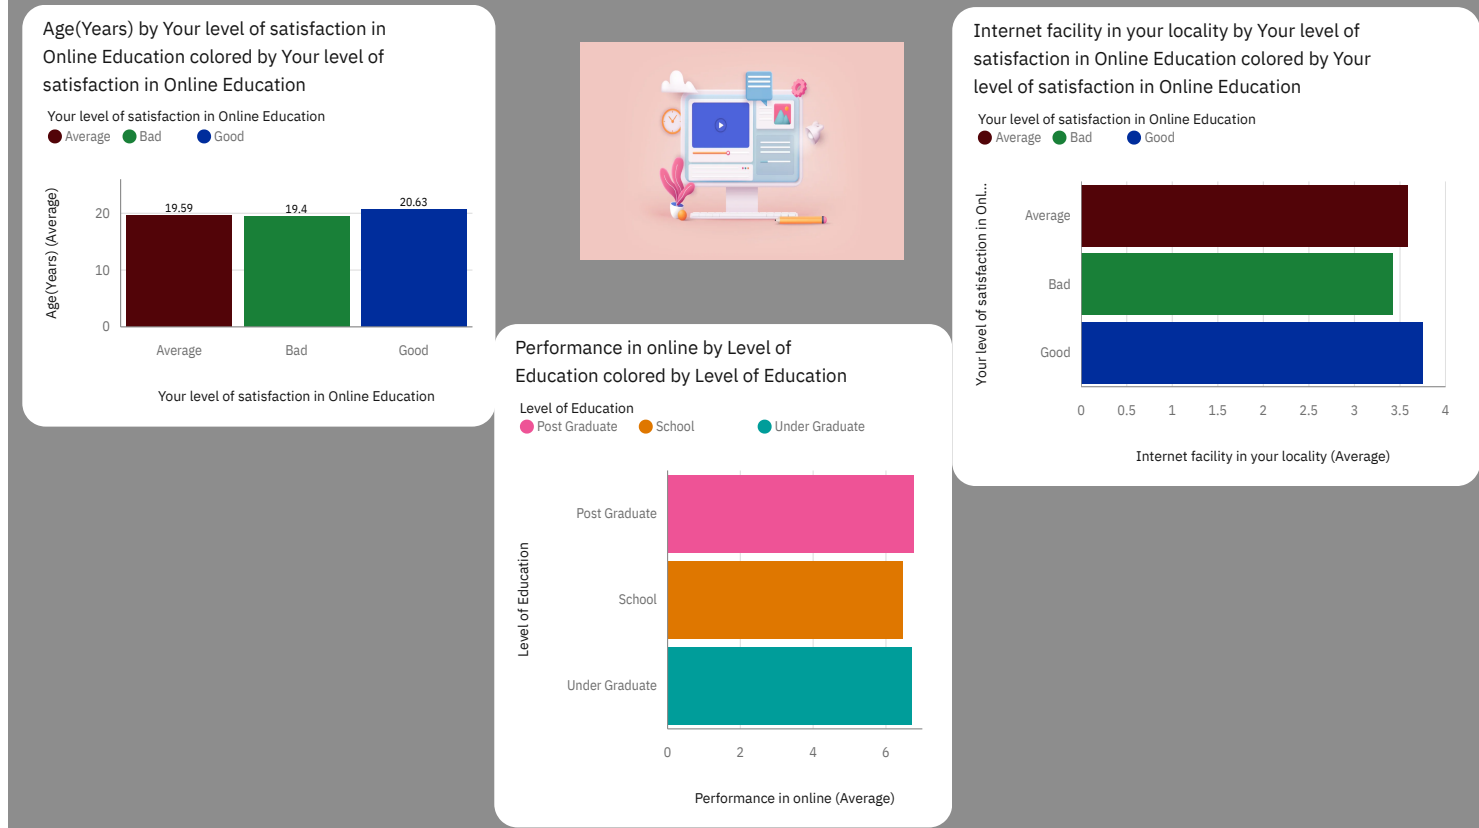 Age(Years) by Your level of satisfaction in
Online Education colored by Your level of
satisfaction in Online Education
Your level of satisfaction in Online Education
Average Bad Good
Age(Years) (Average)
20
10
0
19.59
19.4
20.63
Average Bad Good
Your level of satisfaction in Online Education
Performance in online by Level of
Education colored by Level of Education
Level of Education
Post Graduate School Under Graduate
Level of Education
Post Graduate
School
Under Graduate
0 2 4 6
Performance in online (Average)
Internet facility in your locality by Your level of
satisfaction in Online Education colored by Your
level of satisfaction in Online Education
Your level of satisfaction in Online Education
Average Bad Good
Your level of satisfaction in Onl...
Average
Bad
Good
0 0.5 1 1.5 2 2.5 3 3.5 4
Internet facility in your locality (Average)